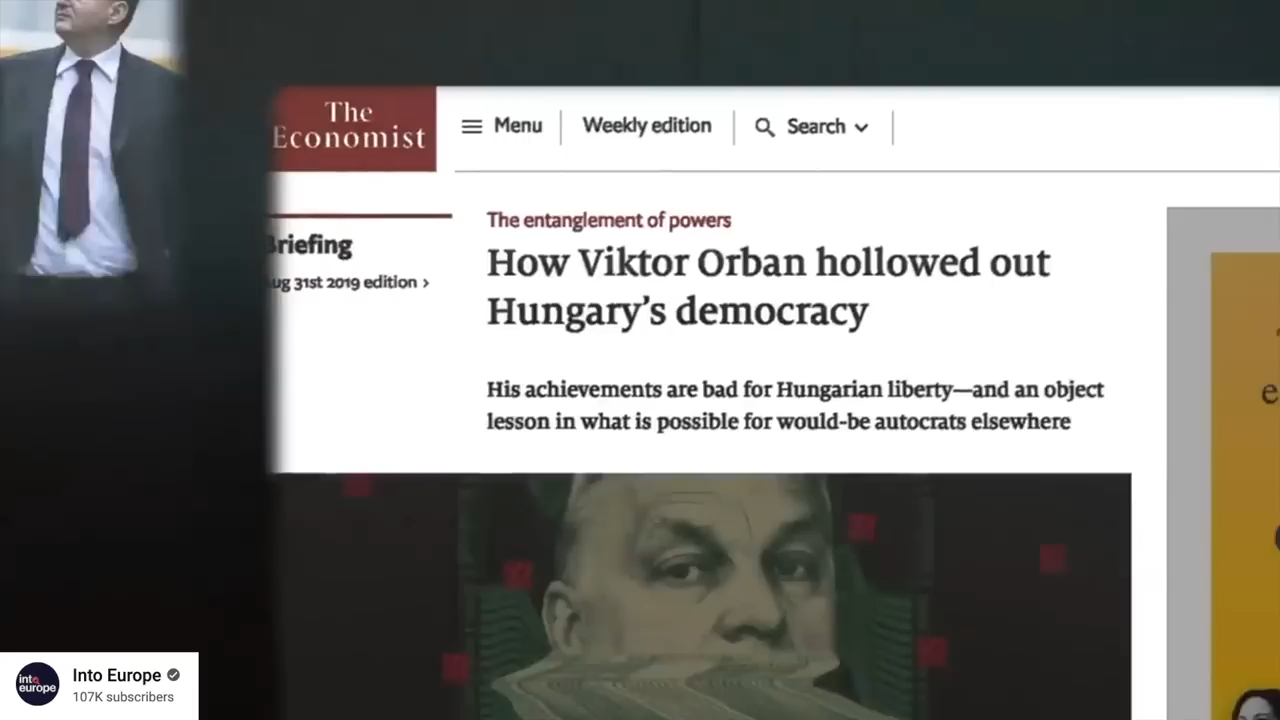 The
Economist
Menu
Weekly edition
Search
Briefing
ug 31st 2019 edition ›
The entanglement of powers
How Viktor Orban hollowed out
Hungary's democracy
His achievements are bad for Hungarian liberty—and an object
lesson in what is possible for would-be autocrats elsewhere
e
into
europe
Into Europe
107K subscribers